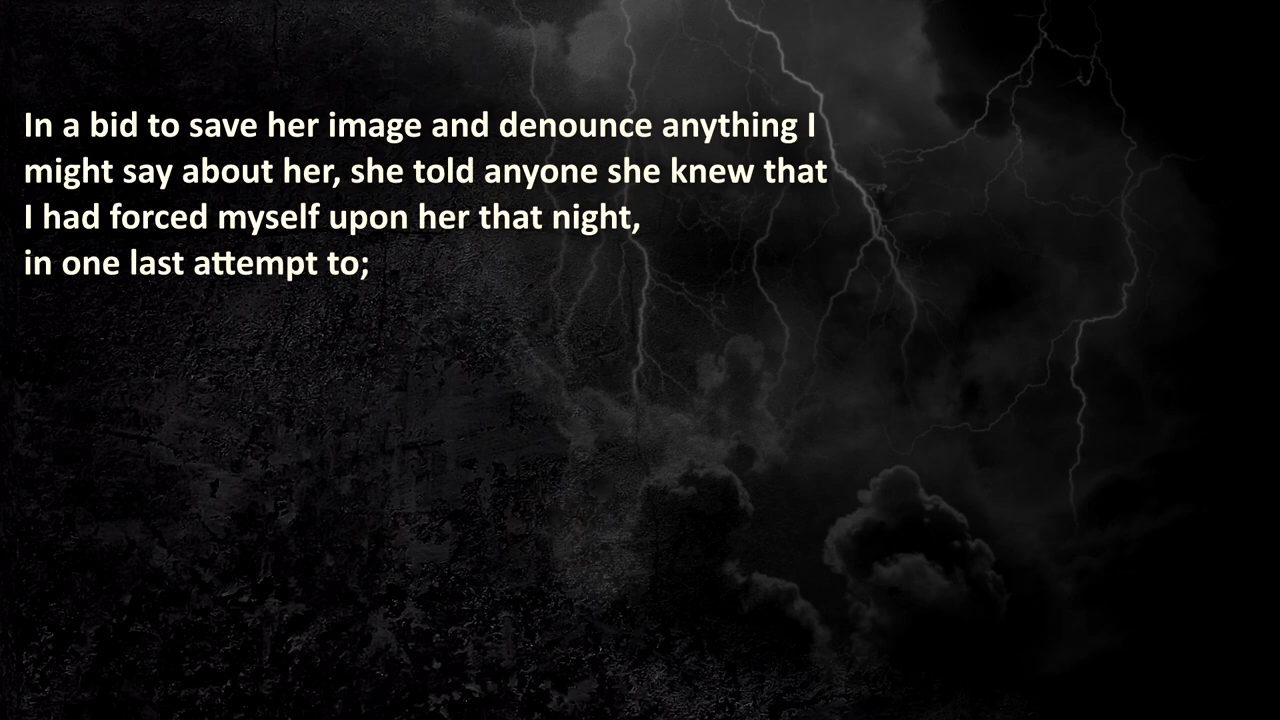 In a bid to save her image and denounce anything I
might say about her, she told anyone she knew that
I had forced myself upon her that night,
in one last attempt to;